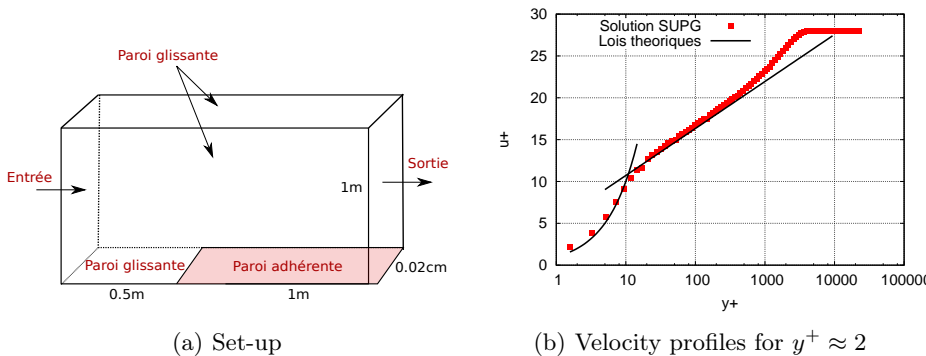 Paroi glissante
Entrée
Sortie
1m
Paroi glissante
Paroi adhérente
0.02cm
0.5m
1m
(a) Set-up
30
25
20
15
10
5
0
u+
Solution SUPG
Lois theoriques
1
10
100
1000
10000
100000
y+
(b) Velocity profiles for y⁺ ≈ 2